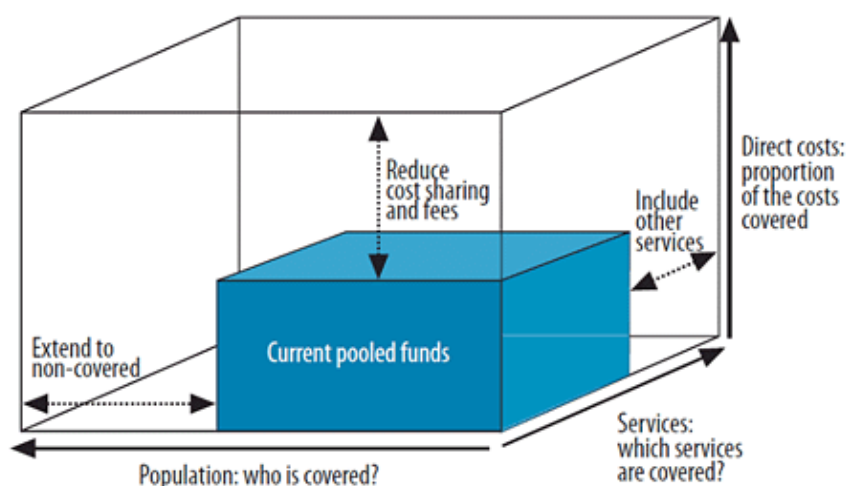 Reduce
cost sharing
and fees
Include
other
services
Direct costs:
proportion
of the costs
covered
Extend to
non-covered
Current pooled funds
Services:
which services
are covered?
Population: who is covered?